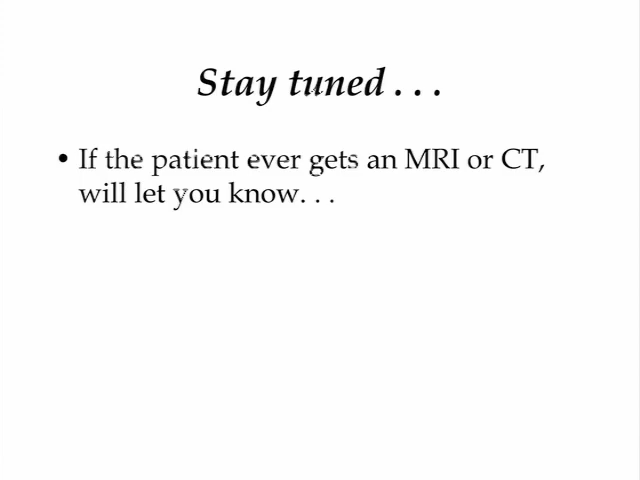 Stay tuned . . .
• If the patient ever gets an MRI or CT,
will let you know. . .